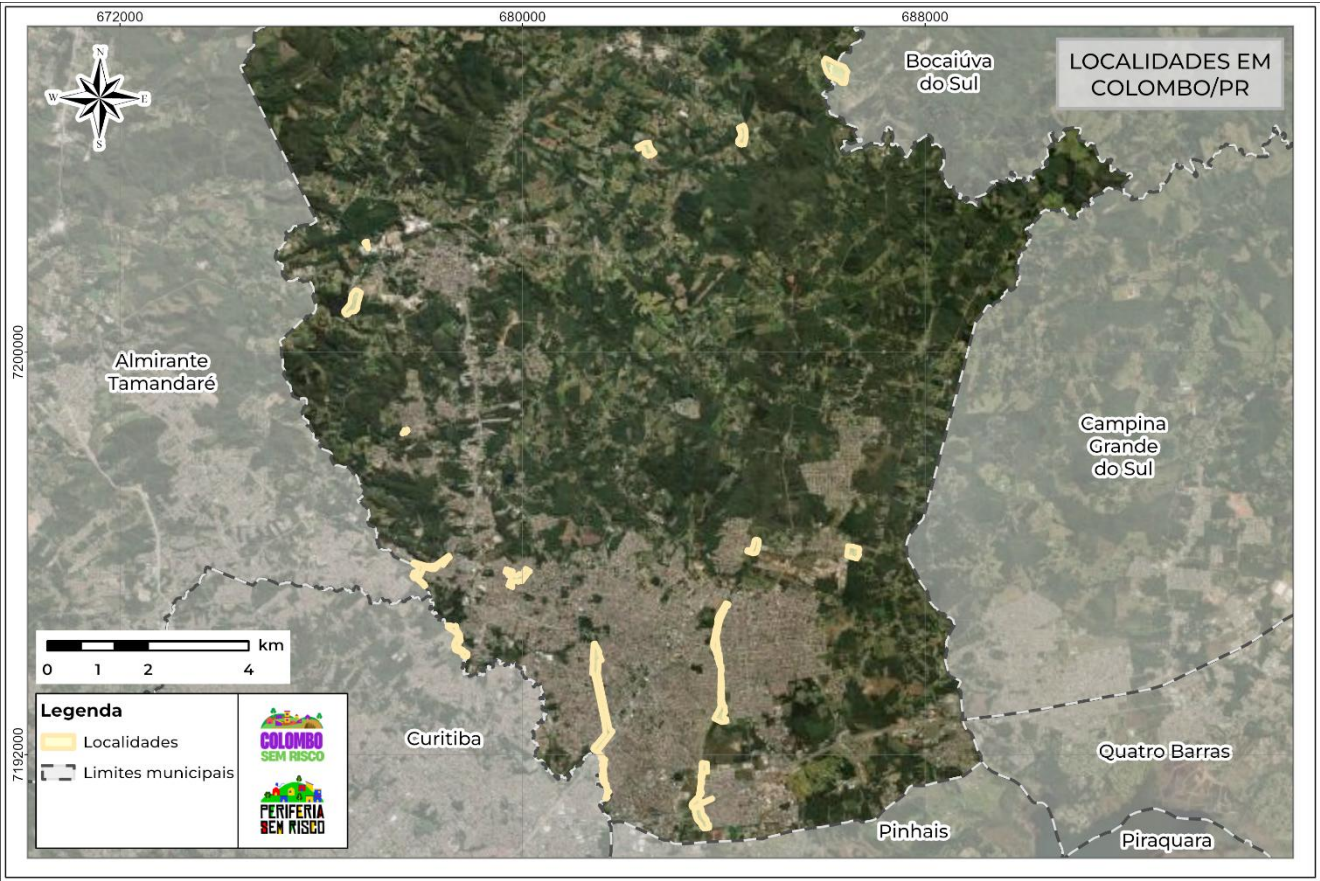 672000
680000
688000
N
W
E
S
Bocaiúva
do Sul
LOCALIDADES EM
COLOMBO/PR
7200000
Almirante
Tamandaré
Campina
Grande
do Sul
km
0 1 2 4
Legenda
Localidades
Limites municipais
COLOMBO
SEM RISCO
PERIFERIA
SEM RISCO
7192000
Curitiba
Quatro Barras
Pinhais
Piraquara